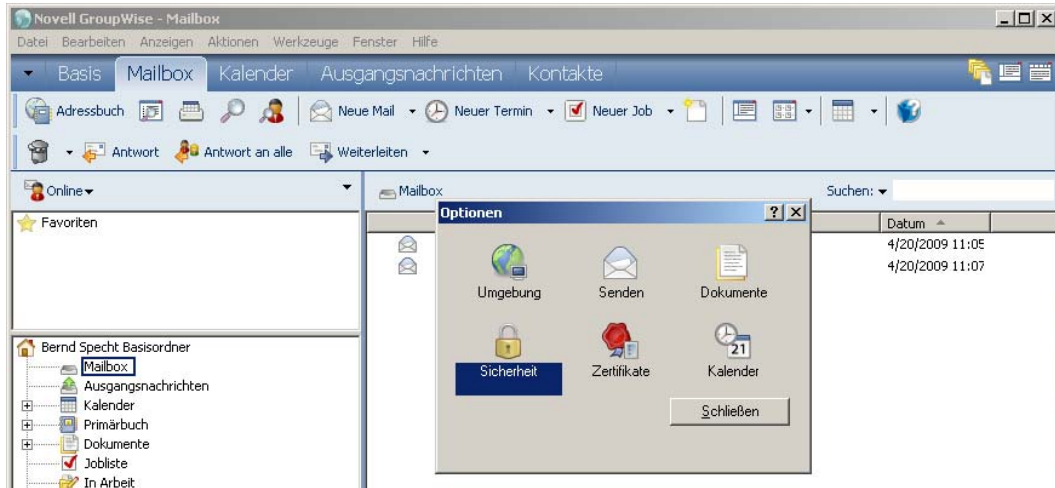 Novell GroupWise - Mailbox
Datei Bearbeiten Anzeigen Aktionen Werkzeuge Fenster Hilfe
Basis Mailbox Kalender Ausgangsnachrichten Kontakte
Adressbuch Neue Mail Neuer Termin Neuer Job
Antwort Antwort an alle Weiterleiten
Online Mailbox Suchen:
Favoriten
Datum
4/20/2009 11:05
4/20/2009 11:07
Optionen
Umgebung Senden Dokumente
Sicherheit Zertifikate Kalender
21
Schließen
Bernd Specht Basisordner
Mailbox
Ausgangsnachrichten
Kalender
Primärbuch
Dokumente
Jobliste
In Arbeit